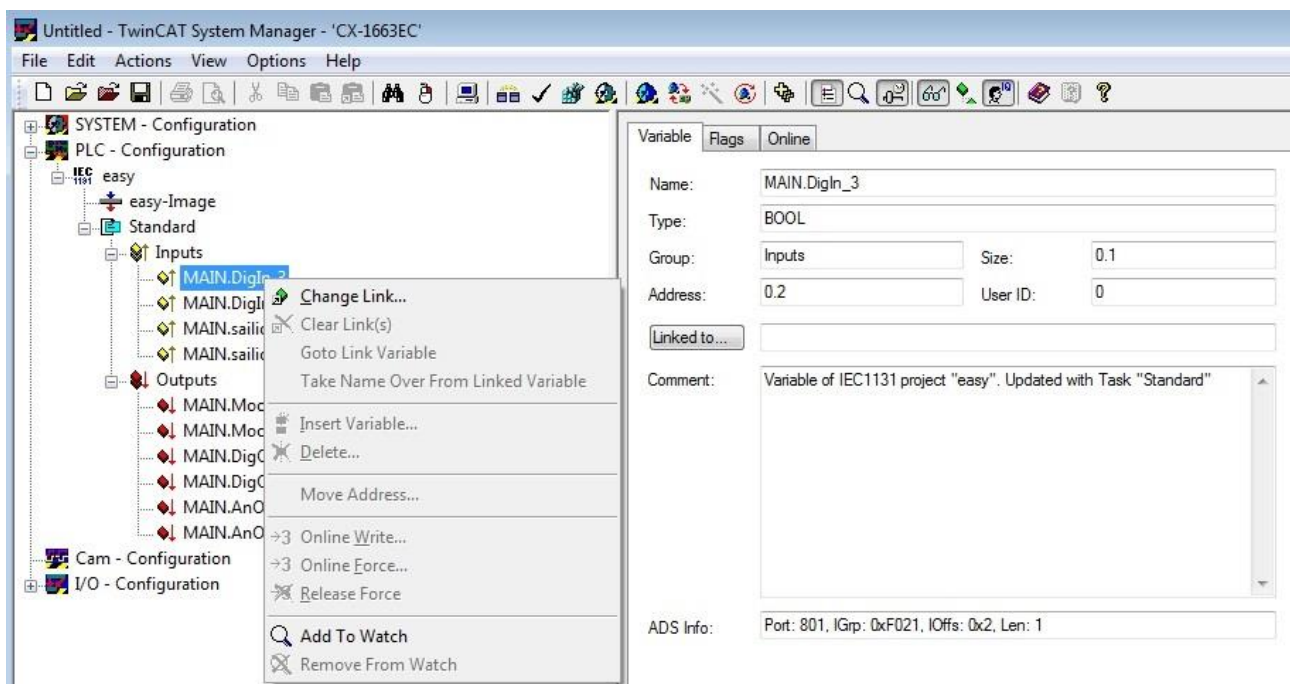 Untitled - TwinCAT System Manager - 'CX-1663EC'
File Edit Actions View Options Help
SYSTEM - Configuration
PLC - Configuration
IEC 1131 easy
easy-Image
Standard
Inputs
MAIN.DigIn_3
MAIN.DigIn
MAIN.sailic
MAIN.sailic
Outputs
MAIN.Moc
MAIN.Moc
MAIN.DigO
MAIN.DigO
MAIN.AnO
MAIN.AnO
Cam - Configuration
I/O - Configuration
Change Link...
Clear Link(s)
Goto Link Variable
Take Name Over From Linked Variable
Insert Variable...
Delete...
Move Address...
→3 Online Write...
→3 Online Force...
Release Force
Add To Watch
Remove From Watch
Variable Flags Online
Name: MAIN.DigIn_3
Type: BOOL
Group: Inputs Size: 0.1
Address: 0.2 User ID: 0
Linked to...
Comment: Variable of IEC1131 project "easy". Updated with Task "Standard"
ADS Info: Port: 801, IGrp: 0xF021, IOffs: 0x2, Len: 1